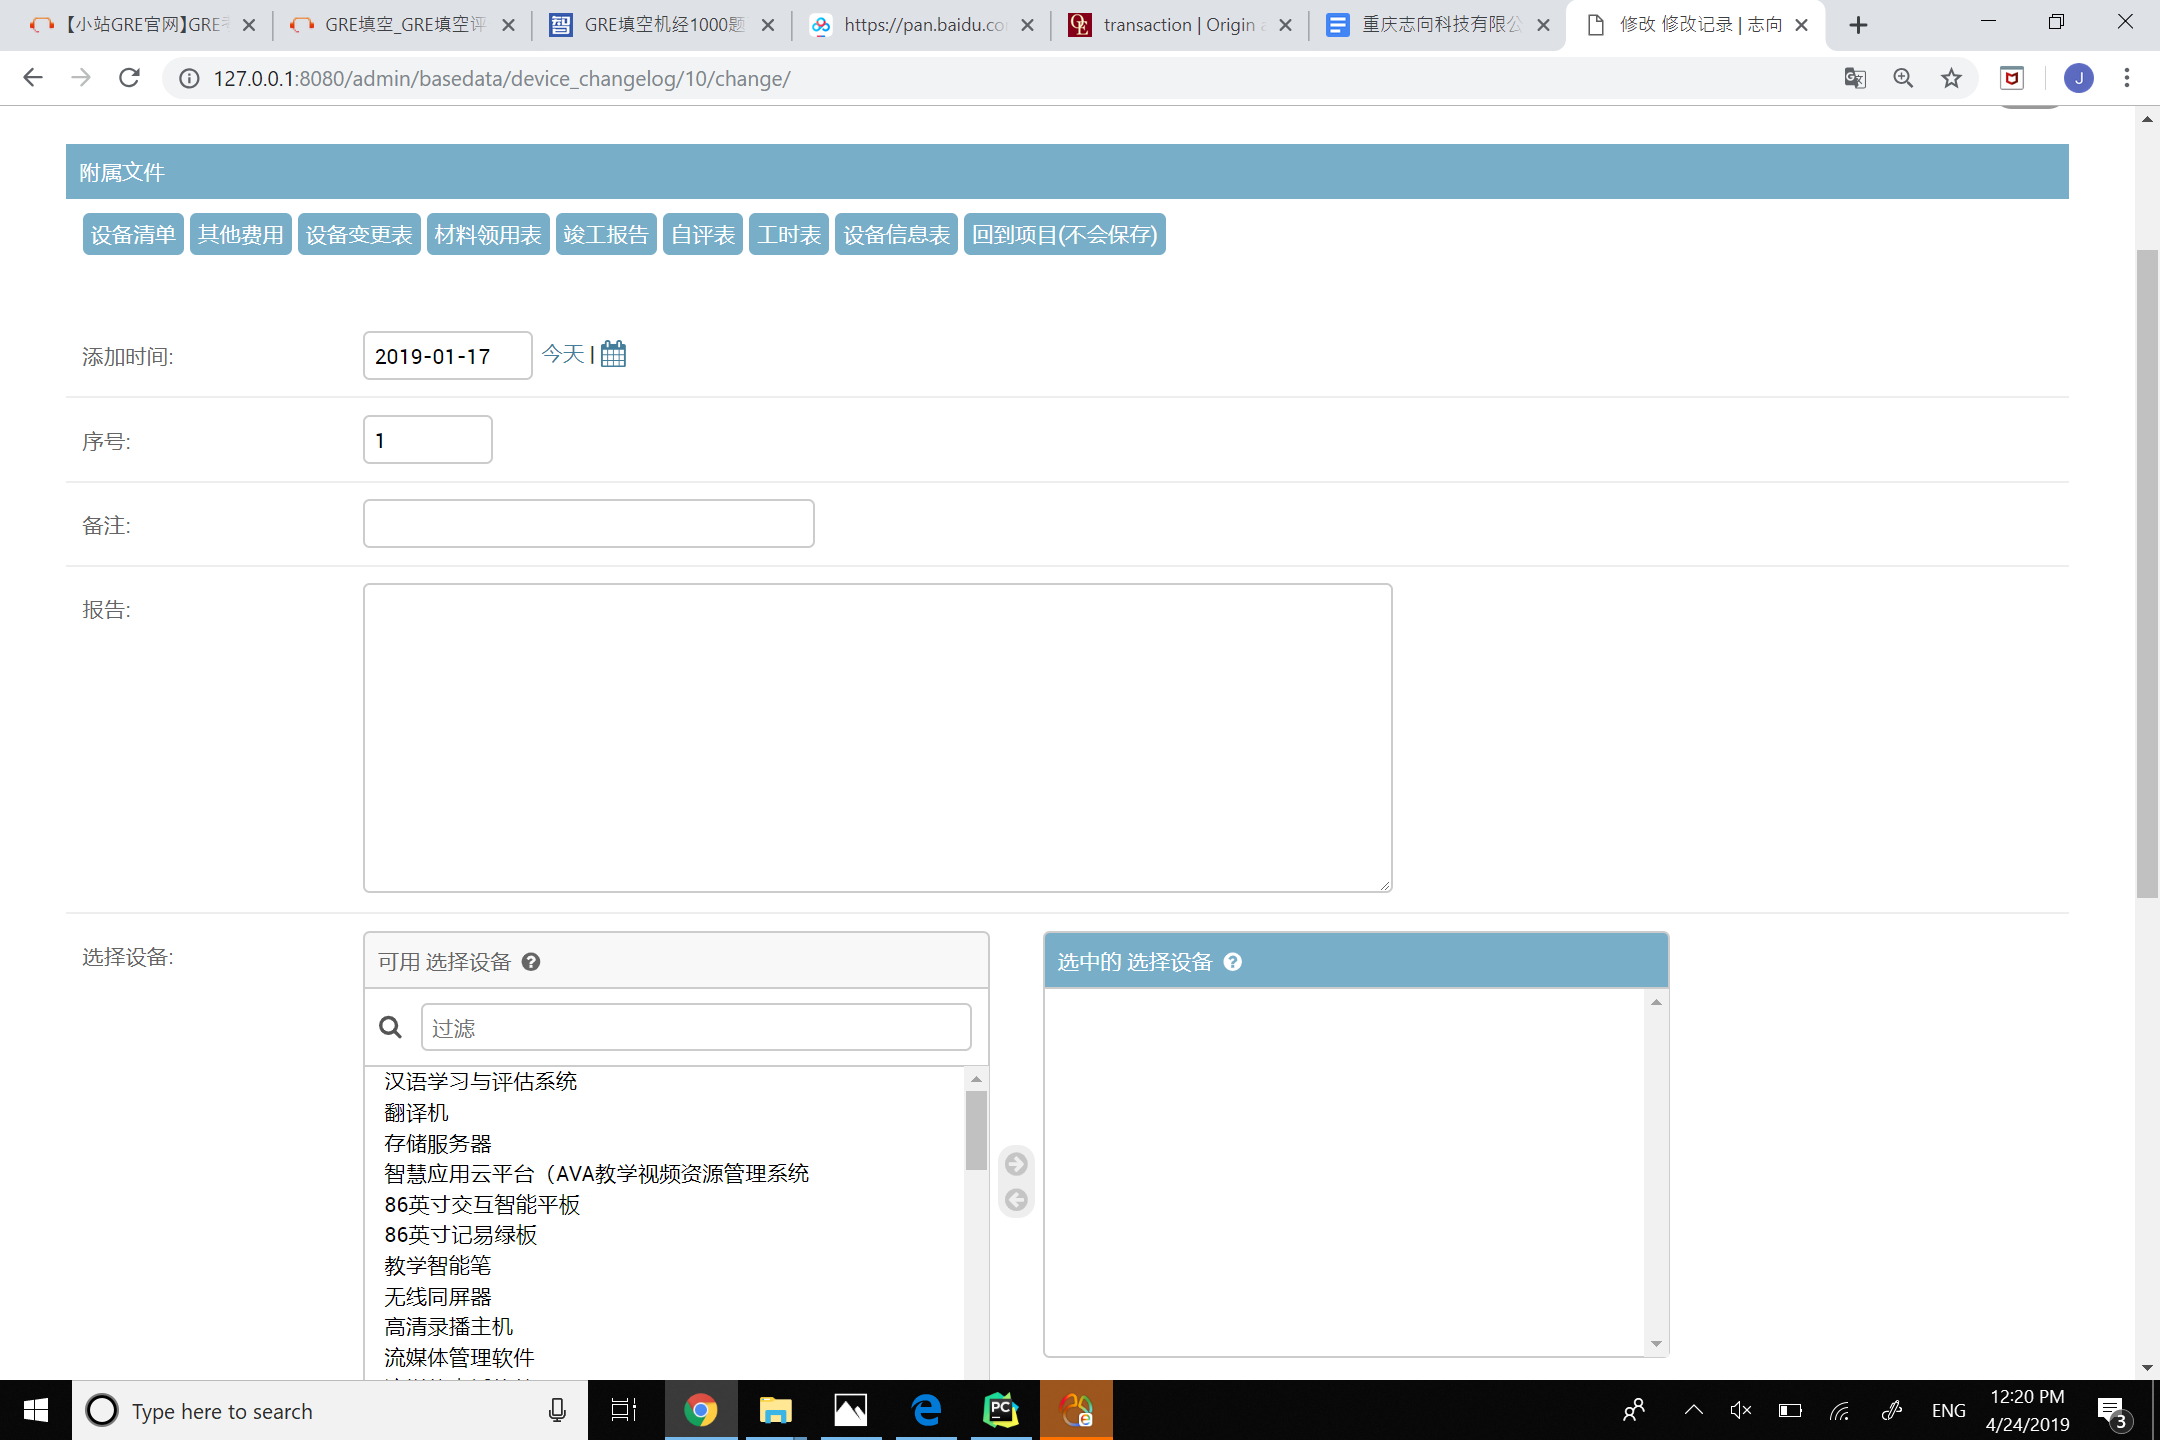 【小站GRE官网】GRE考
GRE填空_GRE填空评
GRE填空机经1000题
https://pan.baidu.co
transaction | Origin a
重庆志向科技有限公
修改 修改记录 | 志向
127.0.0.1:8080/admin/basedata/device_changelog/10/change/
J
附属文件
设备清单 其他费用 设备变更表 材料领用表 竣工报告 自评表 工时表 设备信息表 回到项目(不会保存)
添加时间: 2019-01-17 今天 |
序号: 1
备注:
报告:
选择设备:
可用 选择设备
过滤
汉语学习与评估系统
翻译机
存储服务器
智慧应用云平台（AVA教学视频资源管理系统
86英寸交互智能平板
86英寸记易绿板
教学智能笔
无线同屏器
高清录播主机
流媒体管理软件
选中的 选择设备
Type here to search
PC
ENG
12:20 PM
4/24/2019
3